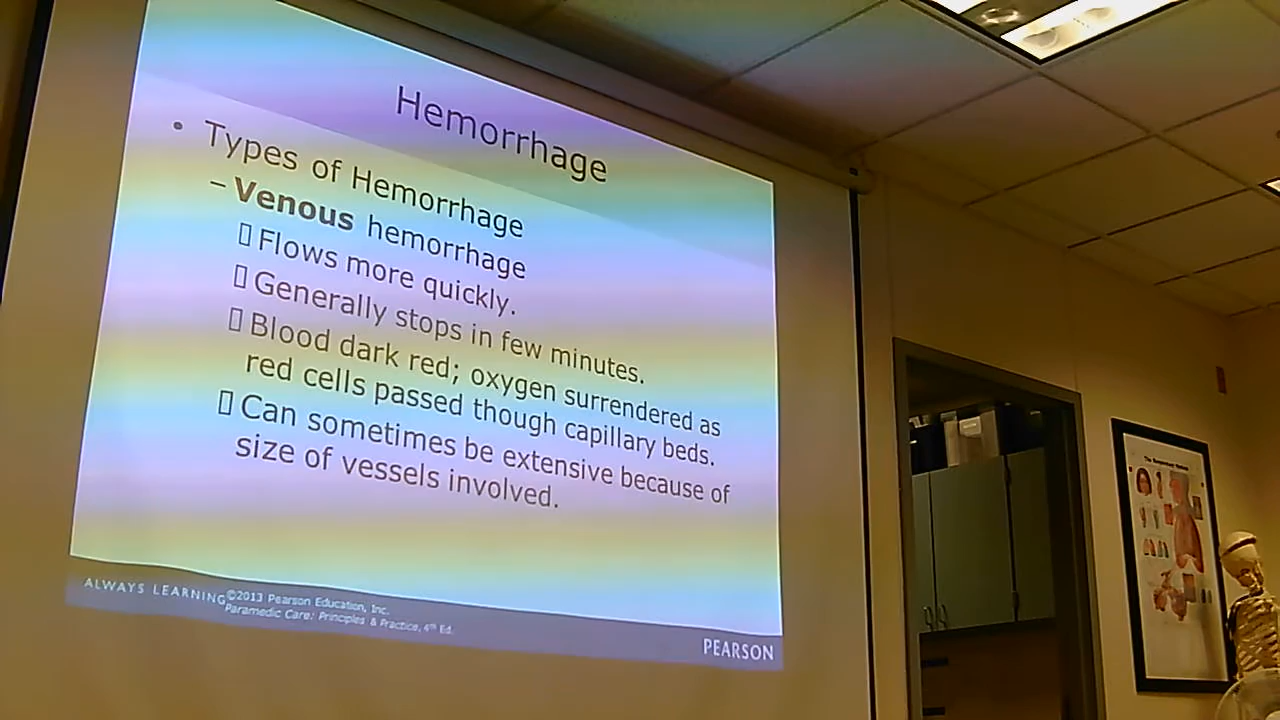 Hemorrhage
• Types of Hemorrhage
– Venous hemorrhage
▯ Flows more quickly.
▯ Generally stops in few minutes.
▯ Blood dark red; oxygen surrendered as
red cells passed though capillary beds.
▯ Can sometimes be extensive because of
size of vessels involved.
ALWAYS LEARNING
©2013 Pearson Education, Inc.
Paramedic Care: Principles & Practice, 4th Ed.
PEARSON